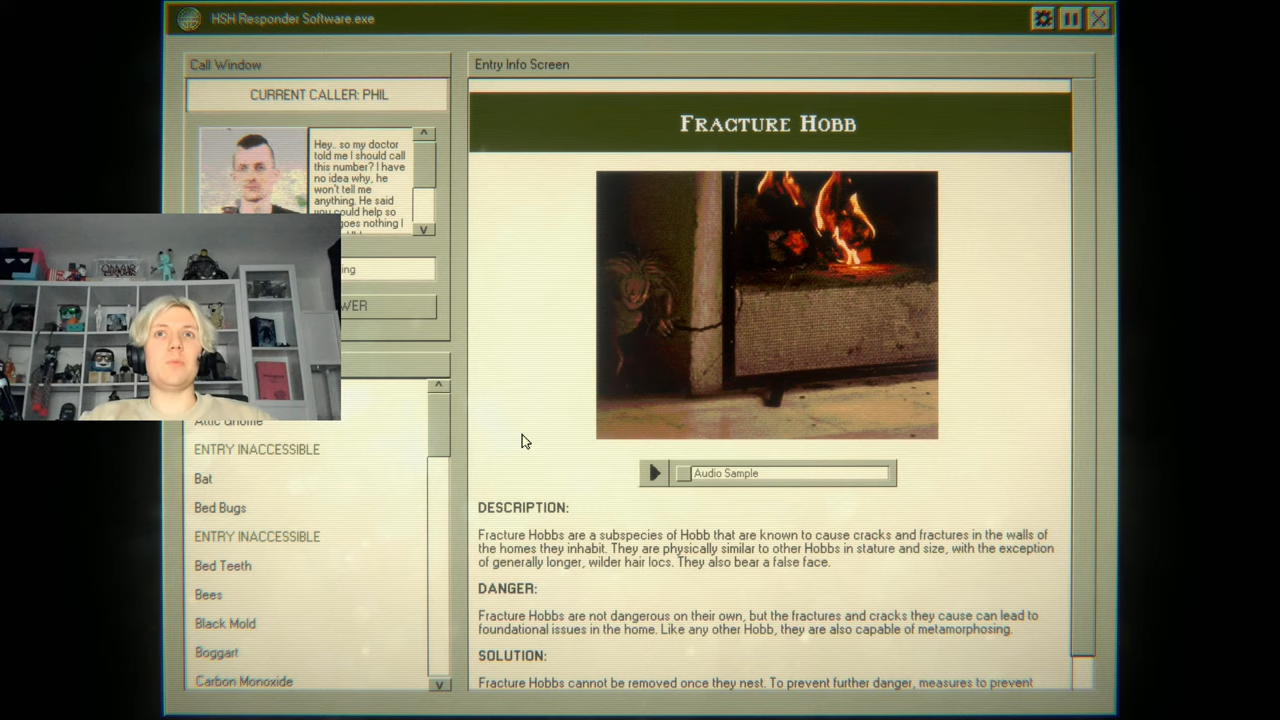 HSH Responder Software.exe
Call Window
CURRENT CALLER: PHIL
Hey.. so my doctor
told me I should call
this number? I have
no idea why, he
won't tell me
anything. He said
you could help so
goes nothing I
Attic Gnome
ENTRY INACCESSIBLE
Bat
Bed Bugs
ENTRY INACCESSIBLE
Bed Teeth
Bees
Black Mold
Boggart
Carbon Monoxide
Entry Info Screen
FRACTURE HOBB
Audio Sample
DESCRIPTION:
Fracture Hobbs are a subspecies of Hobb that are known to cause cracks and fractures in the walls of
the homes they inhabit. They are physically similar to other Hobbs in stature and size, with the exception
of generally longer, wilder hair locs. They also bear a false face.
DANGER:
Fracture Hobbs are not dangerous on their own, but the fractures and cracks they cause can lead to
foundational issues in the home. Like any other Hobb, they are also capable of metamorphosing.
SOLUTION:
Fracture Hobbs cannot be removed once they nest. To prevent further danger, measures to prevent